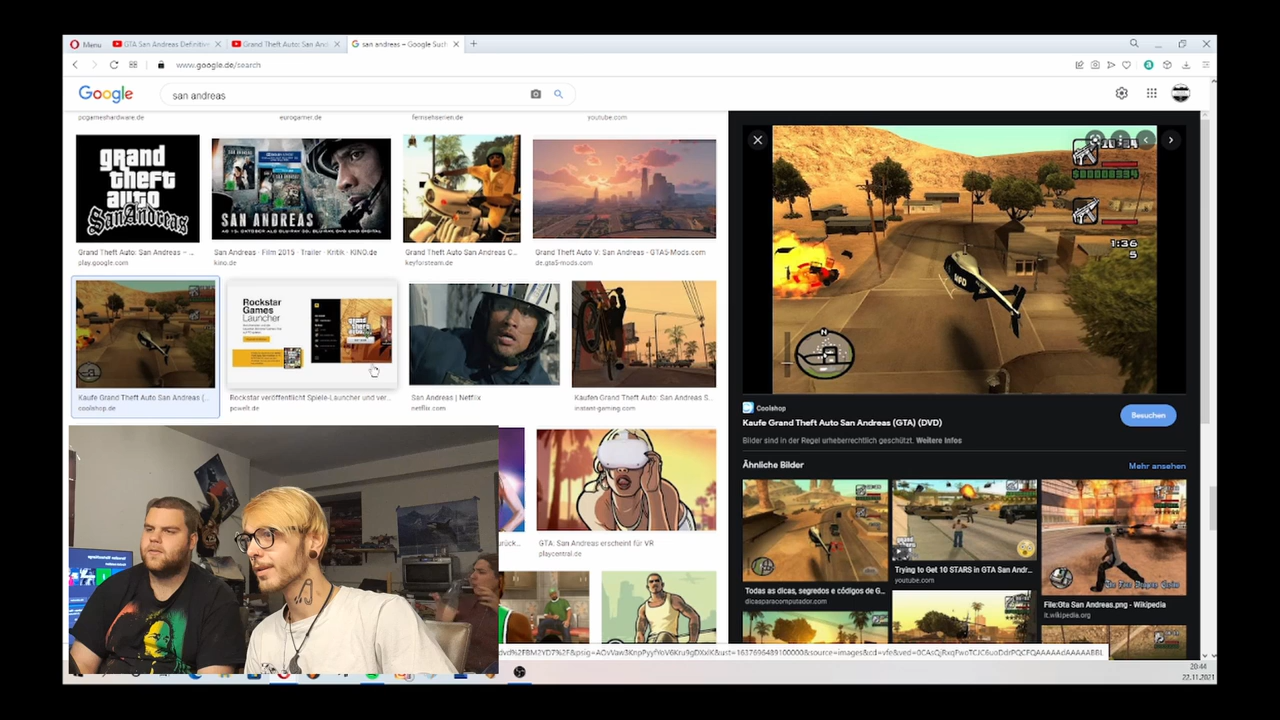 Menu
GTA San Andreas Definitiv
Grand Theft Auto: San And
san andreas – Google Such
www.google.de/search
Google
san andreas
pcgameshardware.de
eurogamer.de
fernsehserien.de
youtube.com
grand
theft
auto
SanAndreas
SAN ANDREAS
Grand Theft Auto: San Andreas – ...
play.google.com
San Andreas · Film 2015 · Trailer · Kritik · KINO.de
kino.de
Grand Theft Auto San Andreas C...
keyforsteam.de
Grand Theft Auto V: San Andreas - GTA5-Mods.com
de.gta5-mods.com
Rockstar
Games
Launcher
Kaufe Grand Theft Auto San Andreas (...
coolshop.de
Rockstar veröffentlicht Spiele-Launcher und ver...
pcwelt.de
San Andreas | Netflix
netflix.com
Kaufen Grand Theft Auto: San Andreas S...
instant-gaming.com
GTA: San Andreas erscheint für VR
playcentral.de
1:36
5
N
Coolshop
Kaufe Grand Theft Auto San Andreas (GTA) (DVD)
Besuchen
Bilder sind in der Regel urheberrechtlich geschützt. Weitere Infos
Ähnliche Bilder
Mehr ansehen
Todas as dicas, segredos e códigos de G...
dicasparacomputador.com
Trying to Get 10 STARS in GTA San Andr...
youtube.com
File:Gta San Andreas.png - Wikipedia
it.wikipedia.org
20:44
22.11.2021